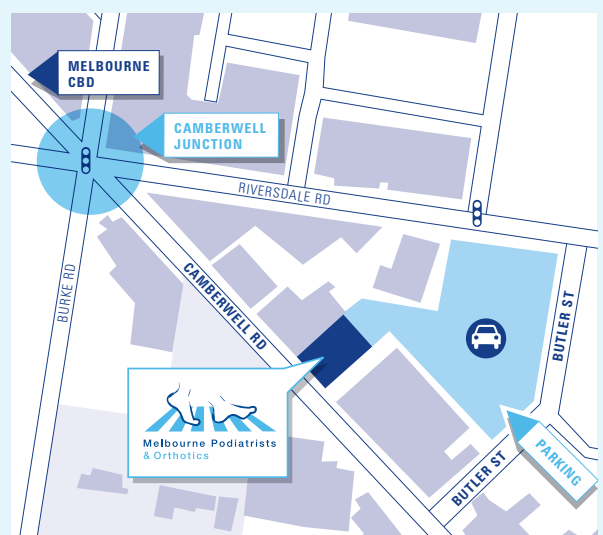 MELBOURNE
CBD
CAMBERWELL
JUNCTION
RIVERSDALE RD
BURKE RD
CAMBERWELL RD
BUTLER ST
Melbourne Podiatrists
& Orthotics
BUTLER ST
PARKING